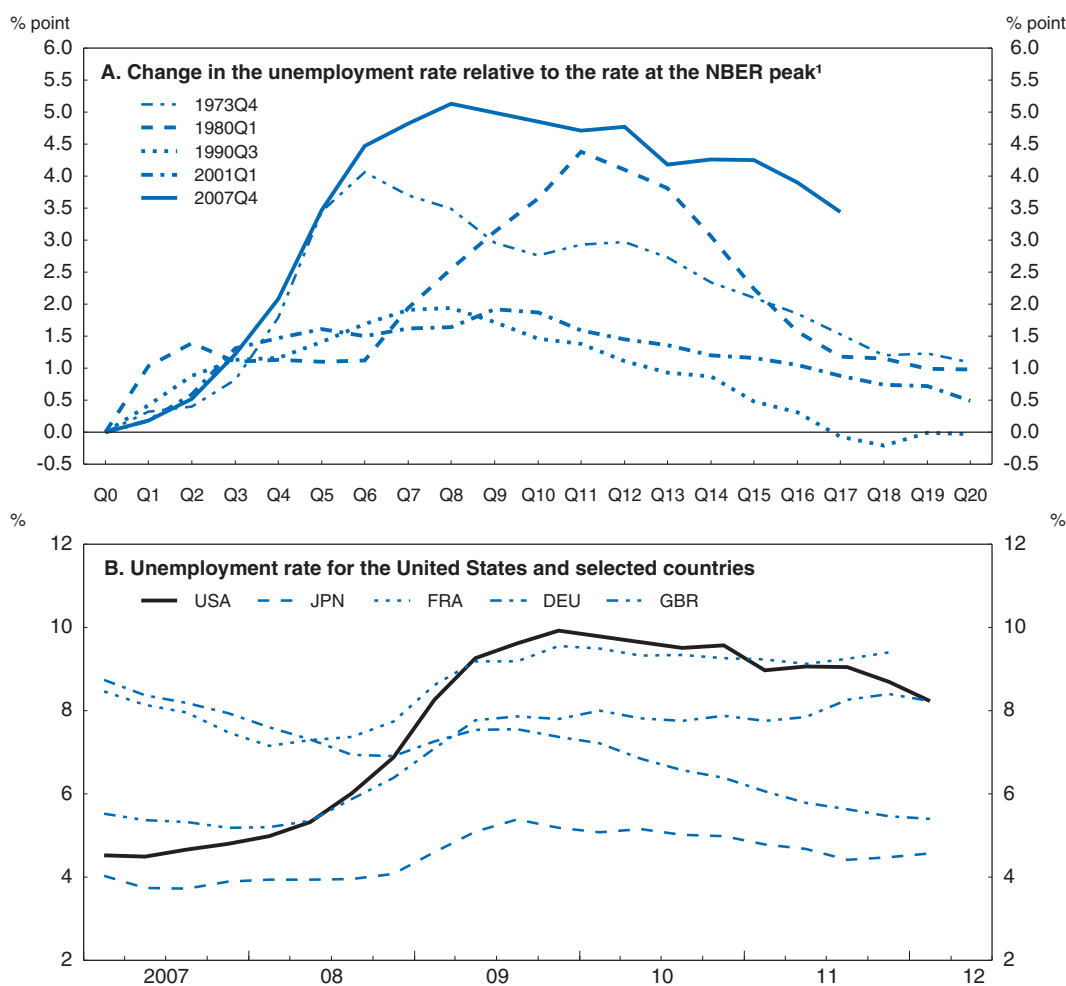 % point % point
6.0 6.0
A. Change in the unemployment rate relative to the rate at the NBER peak¹
5.5 5.5
1973Q4
5.0 5.0
1980Q1
4.5 4.5
1990Q3
4.0 4.0
2001Q1
2007Q4
3.5 3.5
3.0 3.0
2.5 2.5
2.0 2.0
1.5 1.5
1.0 1.0
0.5 0.5
0.0 0.0
-0.5 -0.5
Q0 Q1 Q2 Q3 Q4 Q5 Q6 Q7 Q8 Q9 Q10 Q11 Q12 Q13 Q14 Q15 Q16 Q17 Q18 Q19 Q20
% %
12 12
B. Unemployment rate for the United States and selected countries
USA JPN FRA DEU GBR
10 10
8 8
6 6
4 4
2 2
2007 08 09 10 11 12